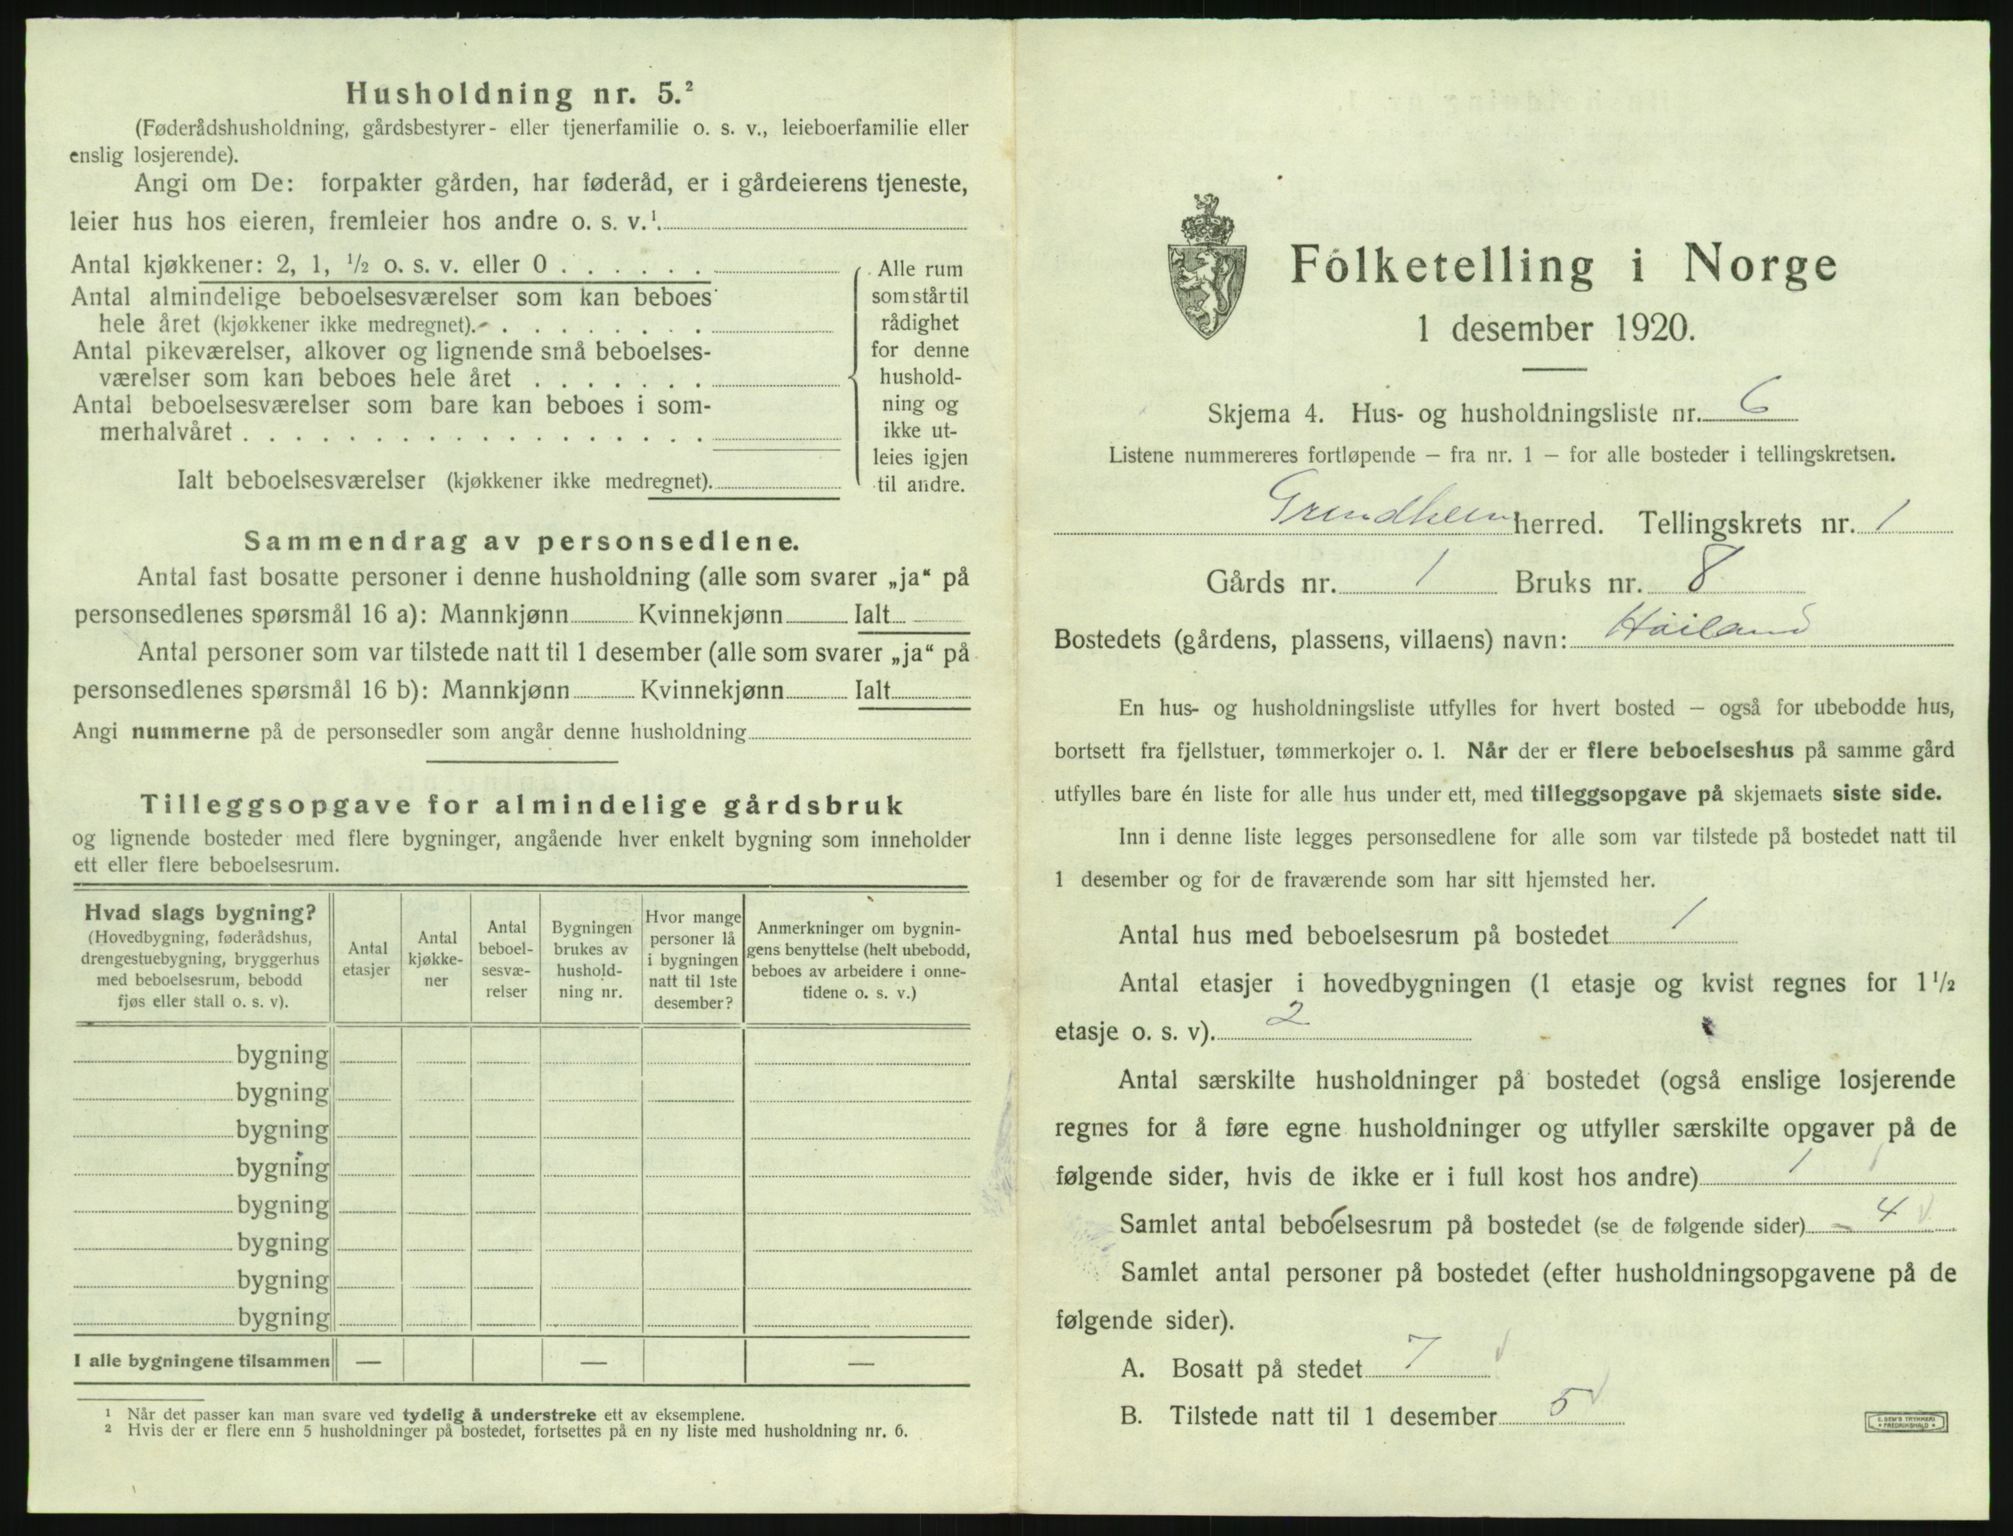 Husholdning nr. 5.²
(Føderådshusholdning, gårdsbestyrer- eller tjenerfamilie o. s. v., leieboerfamilie eller
enslig losjerende).
Angi om De: forpakter gården, har føderåd, er i gårdeierens tjeneste,
leier hus hos eieren, fremleier hos andre o. s. v.¹
Antal kjøkkener: 2, 1, ½ o. s. v. eller 0 . . . . . .
Antal almindelige beboelsesværelser som kan beboes
hele året (kjøkkener ikke medregnet). . . . . . . . .
Antal pikeværelser, alkover og lignende små beboelses-
værelser som kan beboes hele året . . . . . . .
Antal beboelsesværelser som bare kan beboes i som-
merhalvåret . . . . . . . . . . . . . . . . . .
Ialt beboelsesværelser (kjøkkener ikke medregnet).
Alle rum
som står til
rådighet
for denne
hushold-
ning og
ikke ut-
leies igjen
til andre.
Sammendrag av personsedlene.
Antal fast bosatte personer i denne husholdning (alle som svarer „ja“ på
personsedlenes spørsmål 16 a): Mannkjønn Kvinnekjønn Ialt
Antal personer som var tilstede natt til 1 desember (alle som svarer „ja“ på
personsedlenes spørsmål 16 b): Mannkjønn Kvinnekjønn Ialt
Angi nummerne på de personsedler som angår denne husholdning
Tilleggsopgave for almindelige gårdsbruk
og lignende bosteder med flere bygninger, angående hver enkelt bygning som inneholder
ett eller flere beboelsesrum.
Hvad slags bygning?
(Hovedbygning, føderådshus,
drengestuebygning, bryggerhus
med beboelsesrum, bebodd
fjøs eller stall o. s. v).
Antal
etasjer
Antal
kjøkke-
ner
Antal
beboel-
sesvæ-
relser
Bygningen
brukes av
hushold-
ning nr.
Hvor mange
personer lå
i bygningen
natt til 1ste
desember?
Anmerkninger om bygnin-
gens benyttelse (helt ubebodd,
beboes av arbeidere i onne-
tidene o. s. v.)
bygning
bygning
bygning
bygning
bygning
bygning
bygning
bygning
I alle bygningene tilsammen — — —
¹ Når det passer kan man svare ved tydelig å understreke ett av eksemplene.
² Hvis der er flere enn 5 husholdninger på bostedet, fortsettes på en ny liste med husholdning nr. 6.
Folketelling i Norge
1 desember 1920.
Skjema 4. Hus- og husholdningsliste nr. 6
Listene nummereres fortløpende – fra nr. 1 – for alle bosteder i tellingskretsen.
Grindheim herred. Tellingskrets nr. 1
Gårds nr. 1 Bruks nr. 8
Bostedets (gårdens, plassens, villaens) navn: Høiland
En hus- og husholdningsliste utfylles for hvert bosted – også for ubebodde hus,
bortsett fra fjellstuer, tømmerkojer o. l. Når der er flere beboelseshus på samme gård
utfylles bare én liste for alle hus under ett, med tilleggsopgave på skjemaets siste side.
Inn i denne liste legges personsedlene for alle som var tilstede på bostedet natt til
1 desember og for de fraværende som har sitt hjemsted her.
Antal hus med beboelsesrum på bostedet 1
Antal etasjer i hovedbygningen (1 etasje og kvist regnes for 1½
etasje o. s. v). 2
Antal særskilte husholdninger på bostedet (også enslige losjerende
regnes for å føre egne husholdninger og utfyller særskilte opgaver på de
følgende sider, hvis de ikke er i full kost hos andre) 1
Samlet antal beboelsesrum på bostedet (se de følgende sider) 4
Samlet antal personer på bostedet (efter husholdningsopgavene på de
følgende sider).
A. Bosatt på stedet 7
B. Tilstede natt til 1 desember 5
E. SEM'S TRYKKERI
FREDRIKSHALD